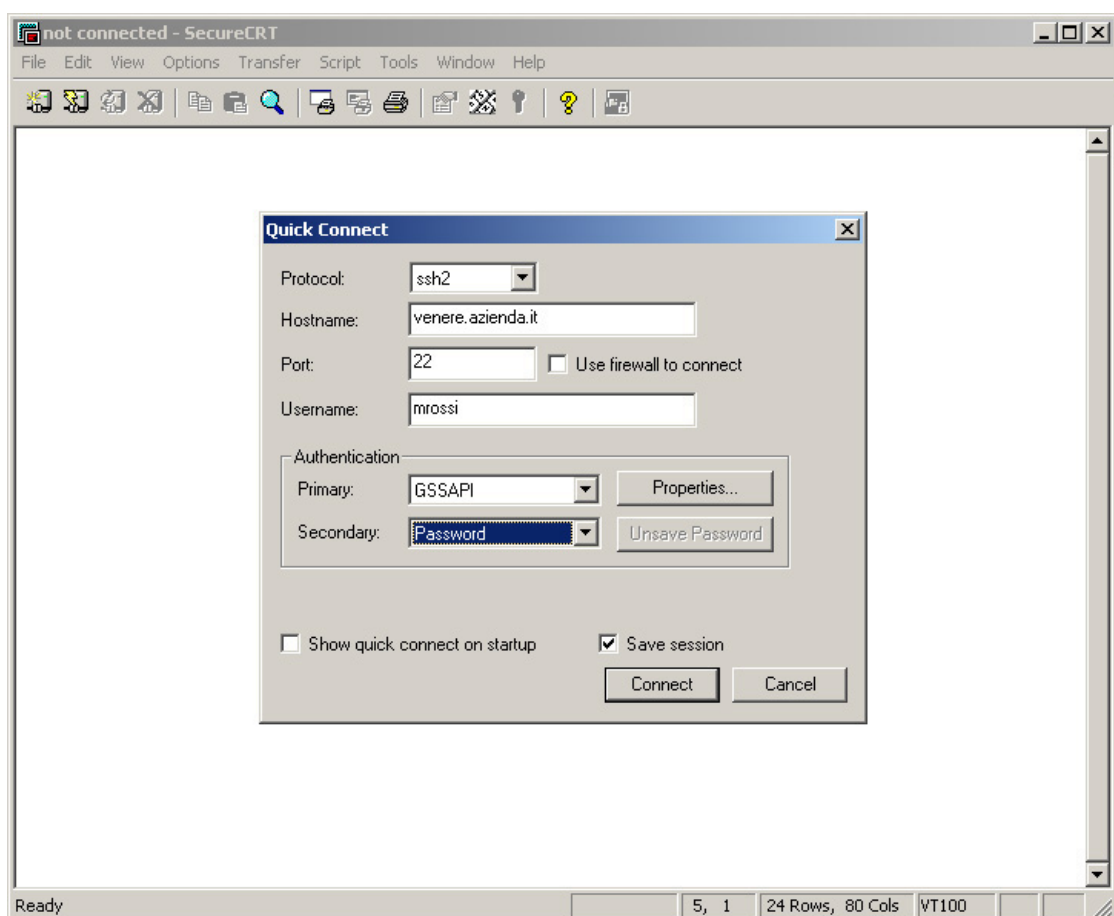 not connected - SecureCRT
File Edit View Options Transfer Script Tools Window Help
Quick Connect
Protocol: ssh2
Hostname: venere.azienda.it
Port: 22 Use firewall to connect
Username: mrossi
Authentication
Primary: GSSAPI Properties...
Secondary: Password Unsave Password
Show quick connect on startup Save session
Connect Cancel
Ready 5, 1 24 Rows, 80 Cols VT100